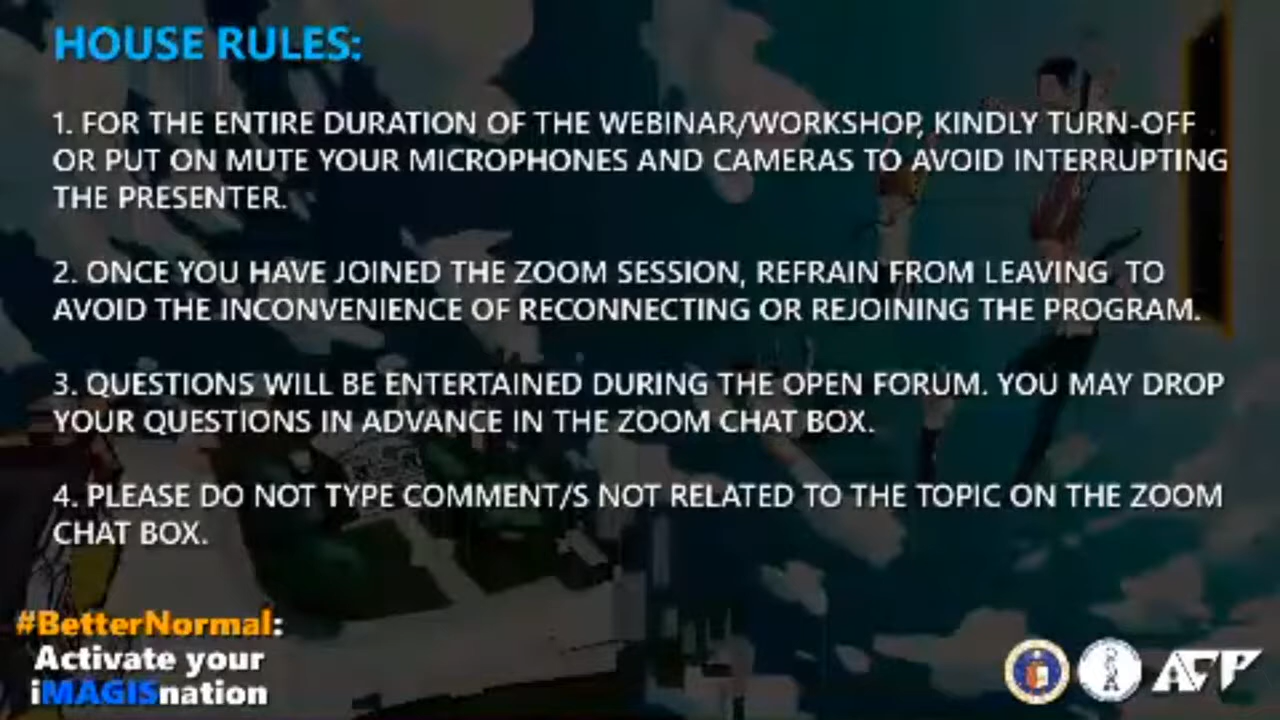 HOUSE RULES:
1. FOR THE ENTIRE DURATION OF THE WEBINAR/WORKSHOP, KINDLY TURN-OFF
OR PUT ON MUTE YOUR MICROPHONES AND CAMERAS TO AVOID INTERRUPTING
THE PRESENTER.
2. ONCE YOU HAVE JOINED THE ZOOM SESSION, REFRAIN FROM LEAVING TO
AVOID THE INCONVENIENCE OF RECONNECTING OR REJOINING THE PROGRAM.
3. QUESTIONS WILL BE ENTERTAINED DURING THE OPEN FORUM. YOU MAY DROP
YOUR QUESTIONS IN ADVANCE IN THE ZOOM CHAT BOX.
4. PLEASE DO NOT TYPE COMMENT/S NOT RELATED TO THE TOPIC ON THE ZOOM
CHAT BOX.
#BetterNormal:
Activate your
iMAGISnation